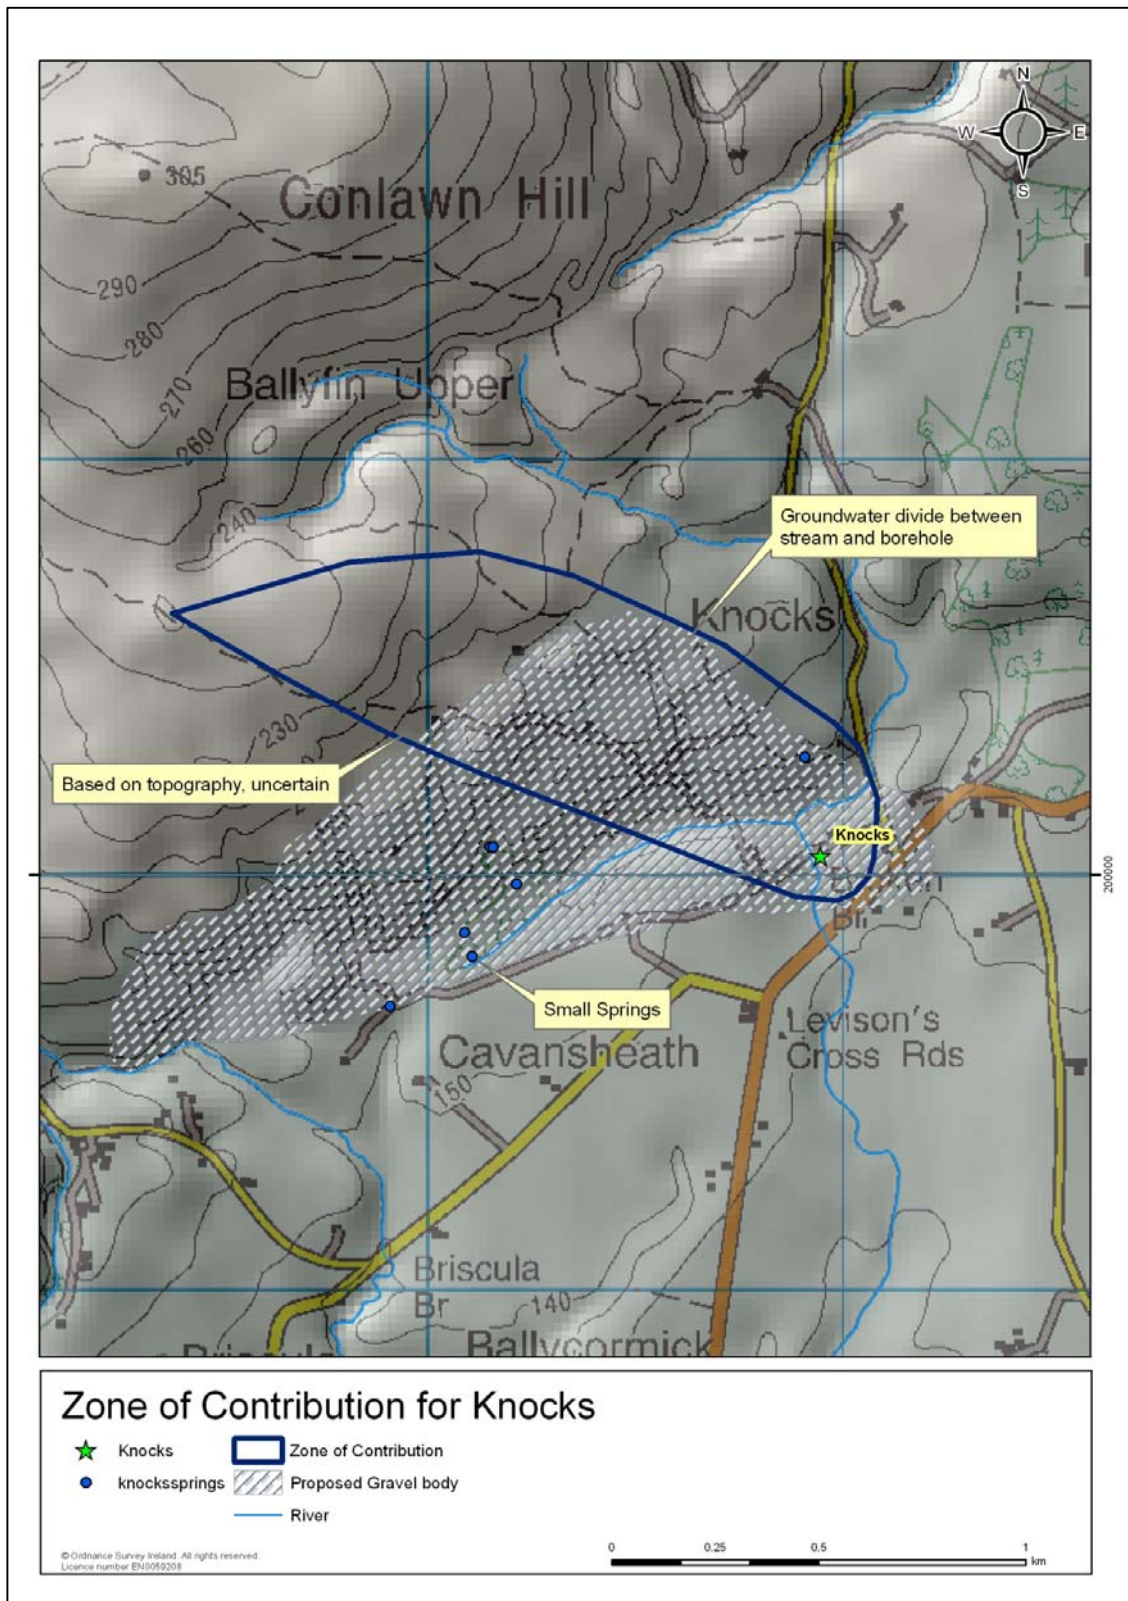 N
W E
S
305
Conlawn Hill
290
280
Ballyfin Upper
270
260
240
Groundwater divide between
stream and borehole
Knocks
230
Based on topography, uncertain
Knocks
200000
Small Springs
Cavansheath
Levison's
Cross Rds
150
Briscula
Br
140
Ballycormick
Zone of Contribution for Knocks
Knocks
Zone of Contribution
knockssprings
Proposed Gravel body
River
© Ordnance Survey Ireland. All rights reserved.
Licence number EN0059208
0 0.25 0.5 1
km